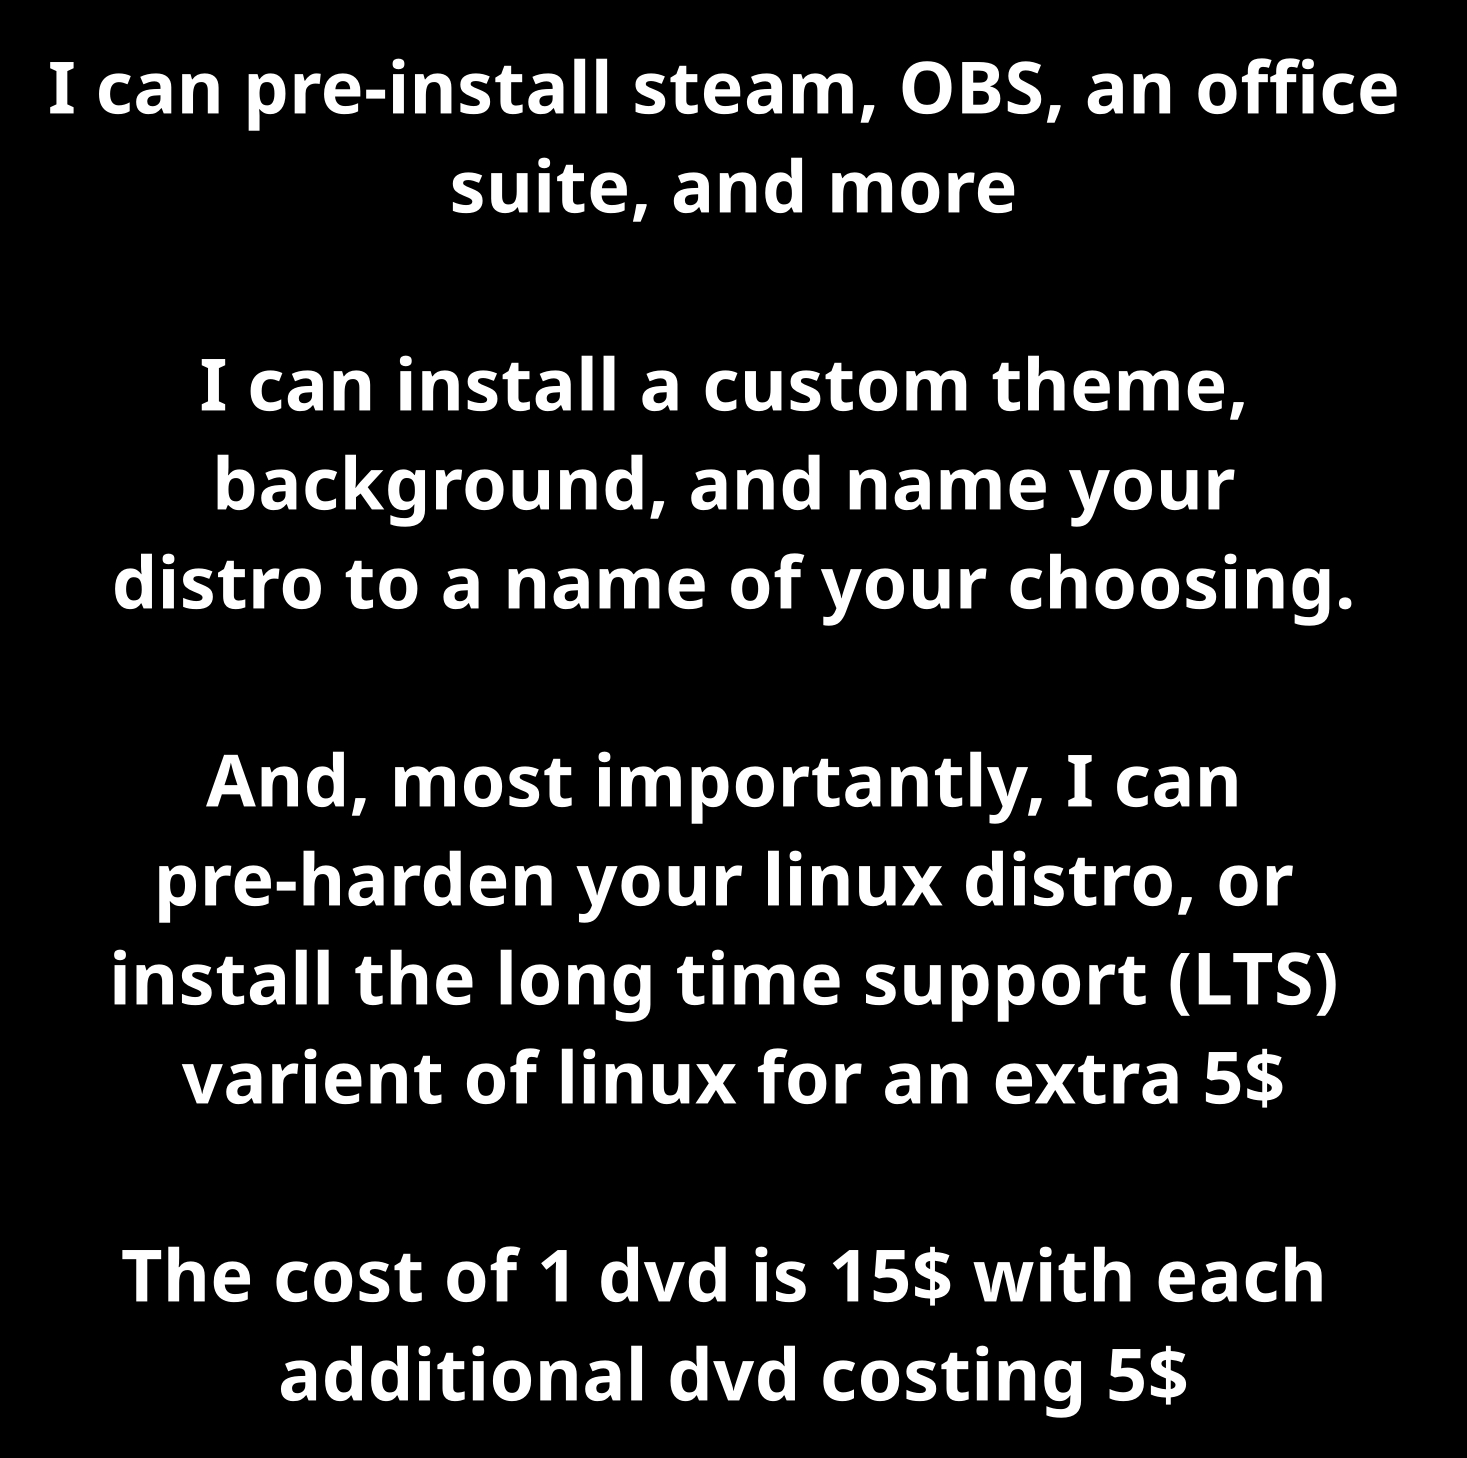 I can pre-install steam, OBS, an office
suite, and more
I can install a custom theme,
background, and name your
distro to a name of your choosing.
And, most importantly, I can
pre-harden your linux distro, or
install the long time support (LTS)
varient of linux for an extra 5$
The cost of 1 dvd is 15$ with each
additional dvd costing 5$